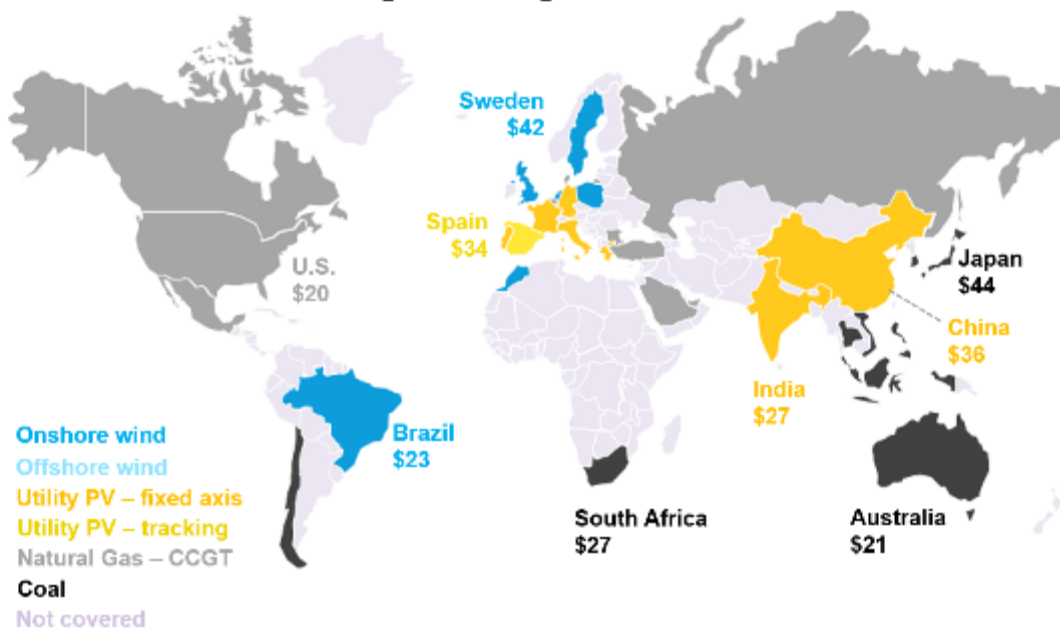 Sweden
$42
Spain
$34
U.S.
$20
Japan
$44
China
$36
India
$27
Brazil
$23
Onshore wind
Offshore wind
Utility PV – fixed axis
Utility PV – tracking
Natural Gas – CCGT
Coal
Not covered
South Africa
$27
Australia
$21